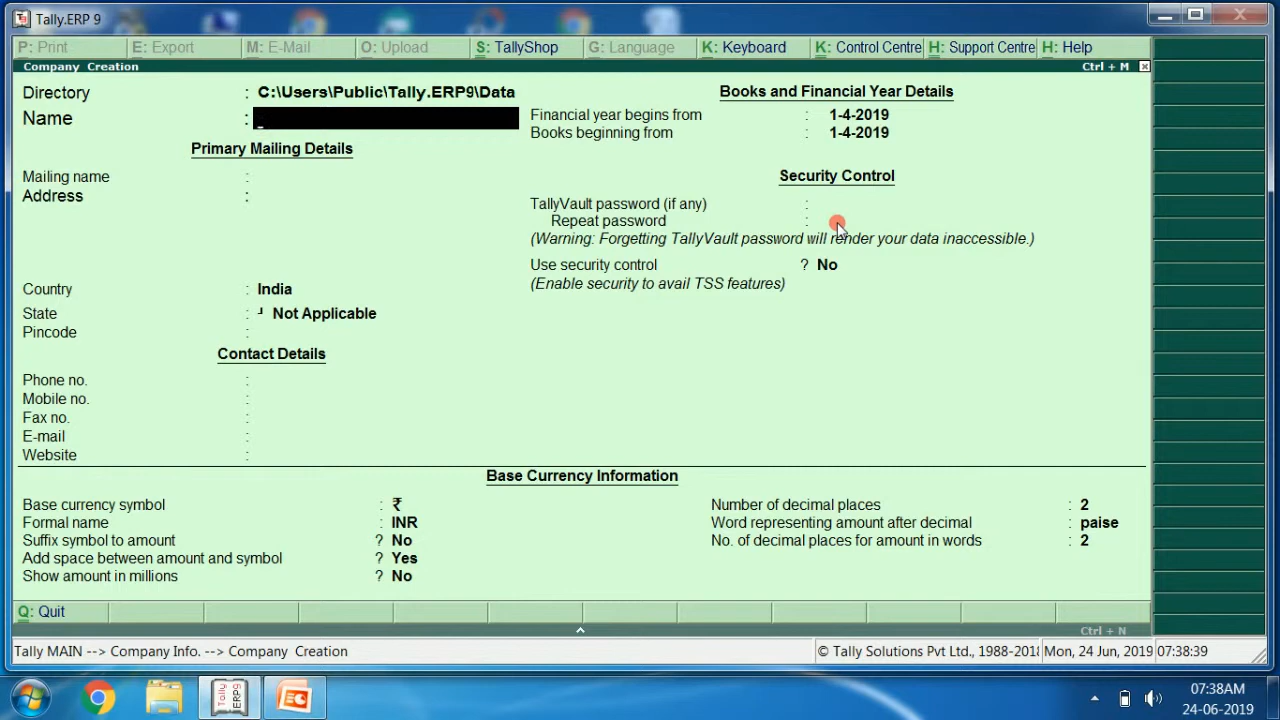 Tally.ERP 9
P: Print E: Export M: E-Mail O: Upload S: TallyShop G: Language K: Keyboard K: Control Centre H: Support Centre H: Help
Company Creation Ctrl + M
Directory : C:\Users\Public\Tally.ERP9\Data
Name :
Books and Financial Year Details
Financial year begins from : 1-4-2019
Books beginning from : 1-4-2019
Primary Mailing Details
Mailing name :
Address :
Security Control
TallyVault password (if any) :
Repeat password :
(Warning: Forgetting TallyVault password will render your data inaccessible.)
Use security control ? No
(Enable security to avail TSS features)
Country : India
State : ┘ Not Applicable
Pincode :
Contact Details
Phone no. :
Mobile no. :
Fax no. :
E-mail :
Website :
Base Currency Information
Base currency symbol : ₹
Formal name : INR
Suffix symbol to amount ? No
Add space between amount and symbol ? Yes
Show amount in millions ? No
Number of decimal places : 2
Word representing amount after decimal : paise
No. of decimal places for amount in words : 2
Q: Quit
Ctrl + N
Tally MAIN --> Company Info. --> Company Creation © Tally Solutions Pvt Ltd., 1988-201 Mon, 24 Jun, 2019 07:38:39
Tally ERP9
07:38AM
24-06-2019